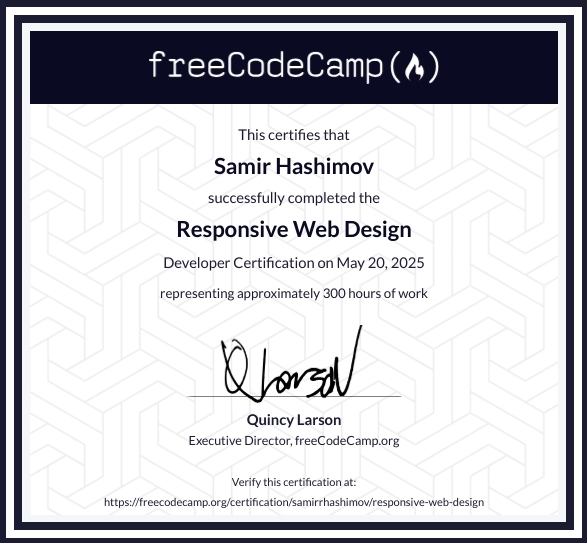 freeCodeCamp(🔥)
This certifies that
Samir Hashimov
successfully completed the
Responsive Web Design
Developer Certification on May 20, 2025
representing approximately 300 hours of work
Q Larson
Quincy Larson
Executive Director, freeCodeCamp.org
Verify this certification at:
https://freecodecamp.org/certification/samirrhashimov/responsive-web-design